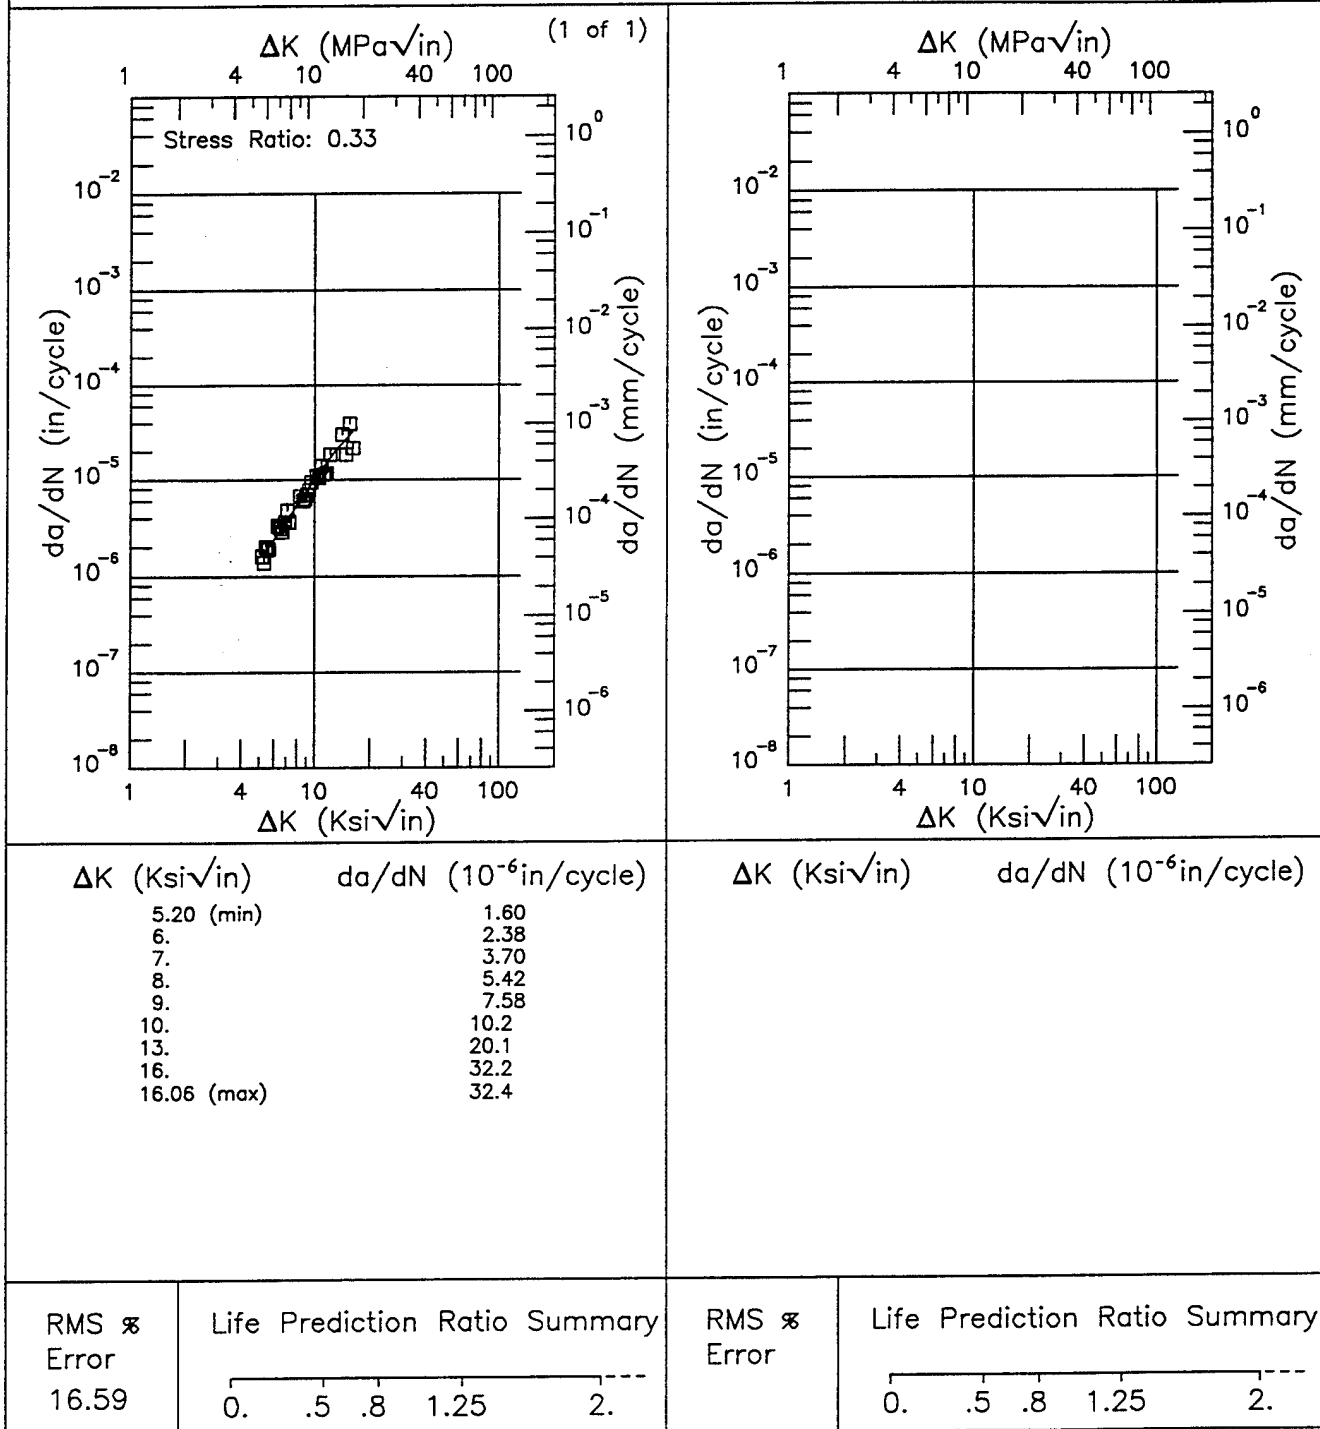 (1 of 1)
ΔK (MPa√in)
1 4 10 40 100
Stress Ratio: 0.33
da/dN (in/cycle)
10⁻²
10⁻³
10⁻⁴
10⁻⁵
10⁻⁶
10⁻⁷
10⁻⁸
10⁰
10⁻¹
10⁻²
10⁻³
10⁻⁴
10⁻⁵
10⁻⁶
da/dN (mm/cycle)
1 4 10 40 100
ΔK (Ksi√in)
ΔK (MPa√in)
1 4 10 40 100
da/dN (in/cycle)
10⁻²
10⁻³
10⁻⁴
10⁻⁵
10⁻⁶
10⁻⁷
10⁻⁸
10⁰
10⁻¹
10⁻²
10⁻³
10⁻⁴
10⁻⁵
10⁻⁶
da/dN (mm/cycle)
1 4 10 40 100
ΔK (Ksi√in)
ΔK (Ksi√in) da/dN (10⁻⁶in/cycle)
5.20 (min) 1.60
6. 2.38
7. 3.70
8. 5.42
9. 7.58
10. 10.2
13. 20.1
16. 32.2
16.06 (max) 32.4
ΔK (Ksi√in) da/dN (10⁻⁶in/cycle)
RMS %
Error
16.59
Life Prediction Ratio Summary
0. .5 .8 1.25 2.
RMS %
Error
Life Prediction Ratio Summary
0. .5 .8 1.25 2.